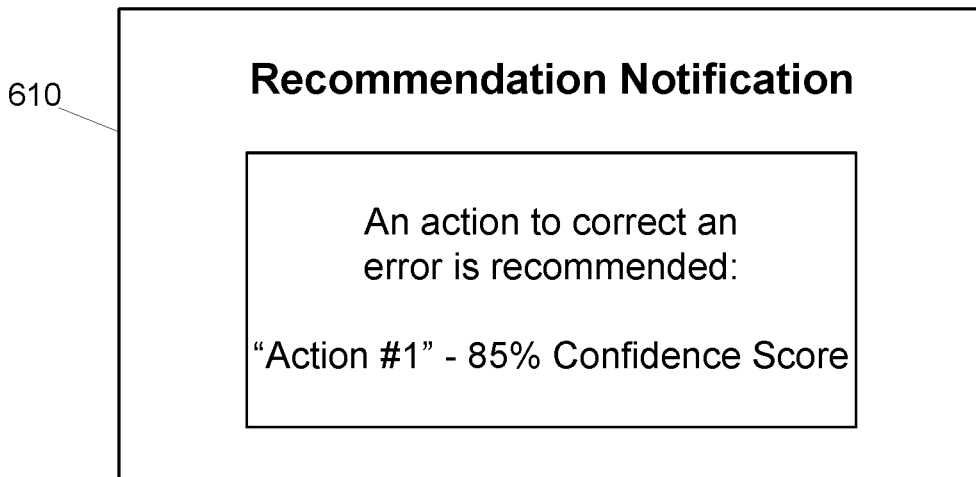 Recommendation Notification
610
An action to correct an
error is recommended:
“Action #1” - 85% Confidence Score